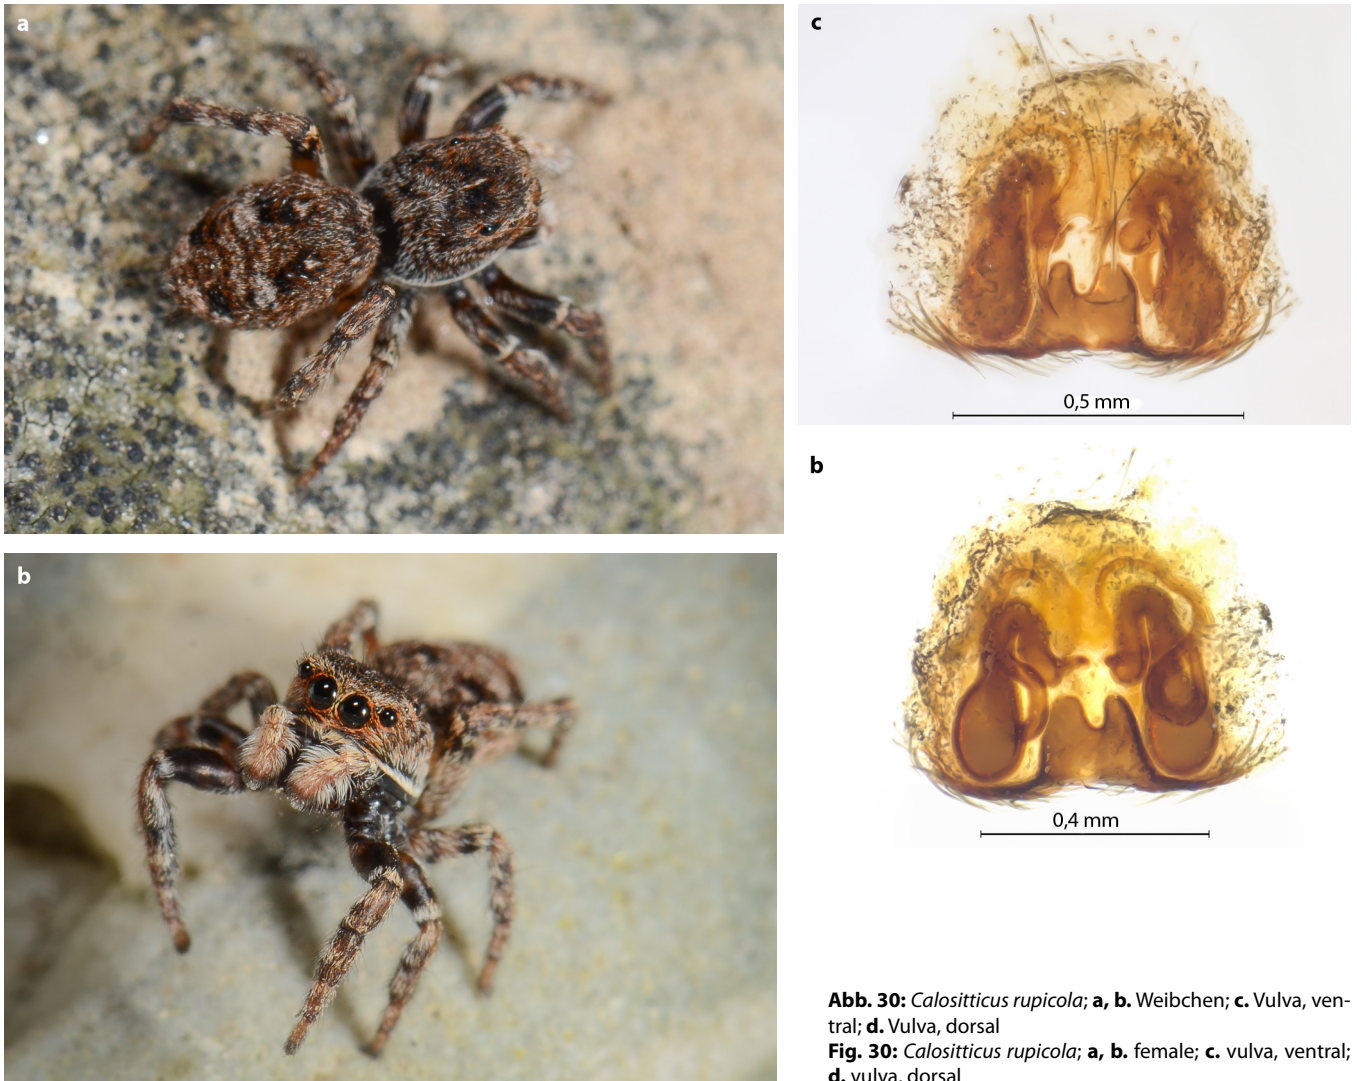 a
c
0,5 mm
b
b
0,4 mm
Abb. 30: Calositticus rupicola; a, b. Weibchen; c. Vulva, ven-
tral; d. Vulva, dorsal
Fig. 30: Calositticus rupicola; a, b. female; c. vulva, ventral;
d. vulva, dorsal